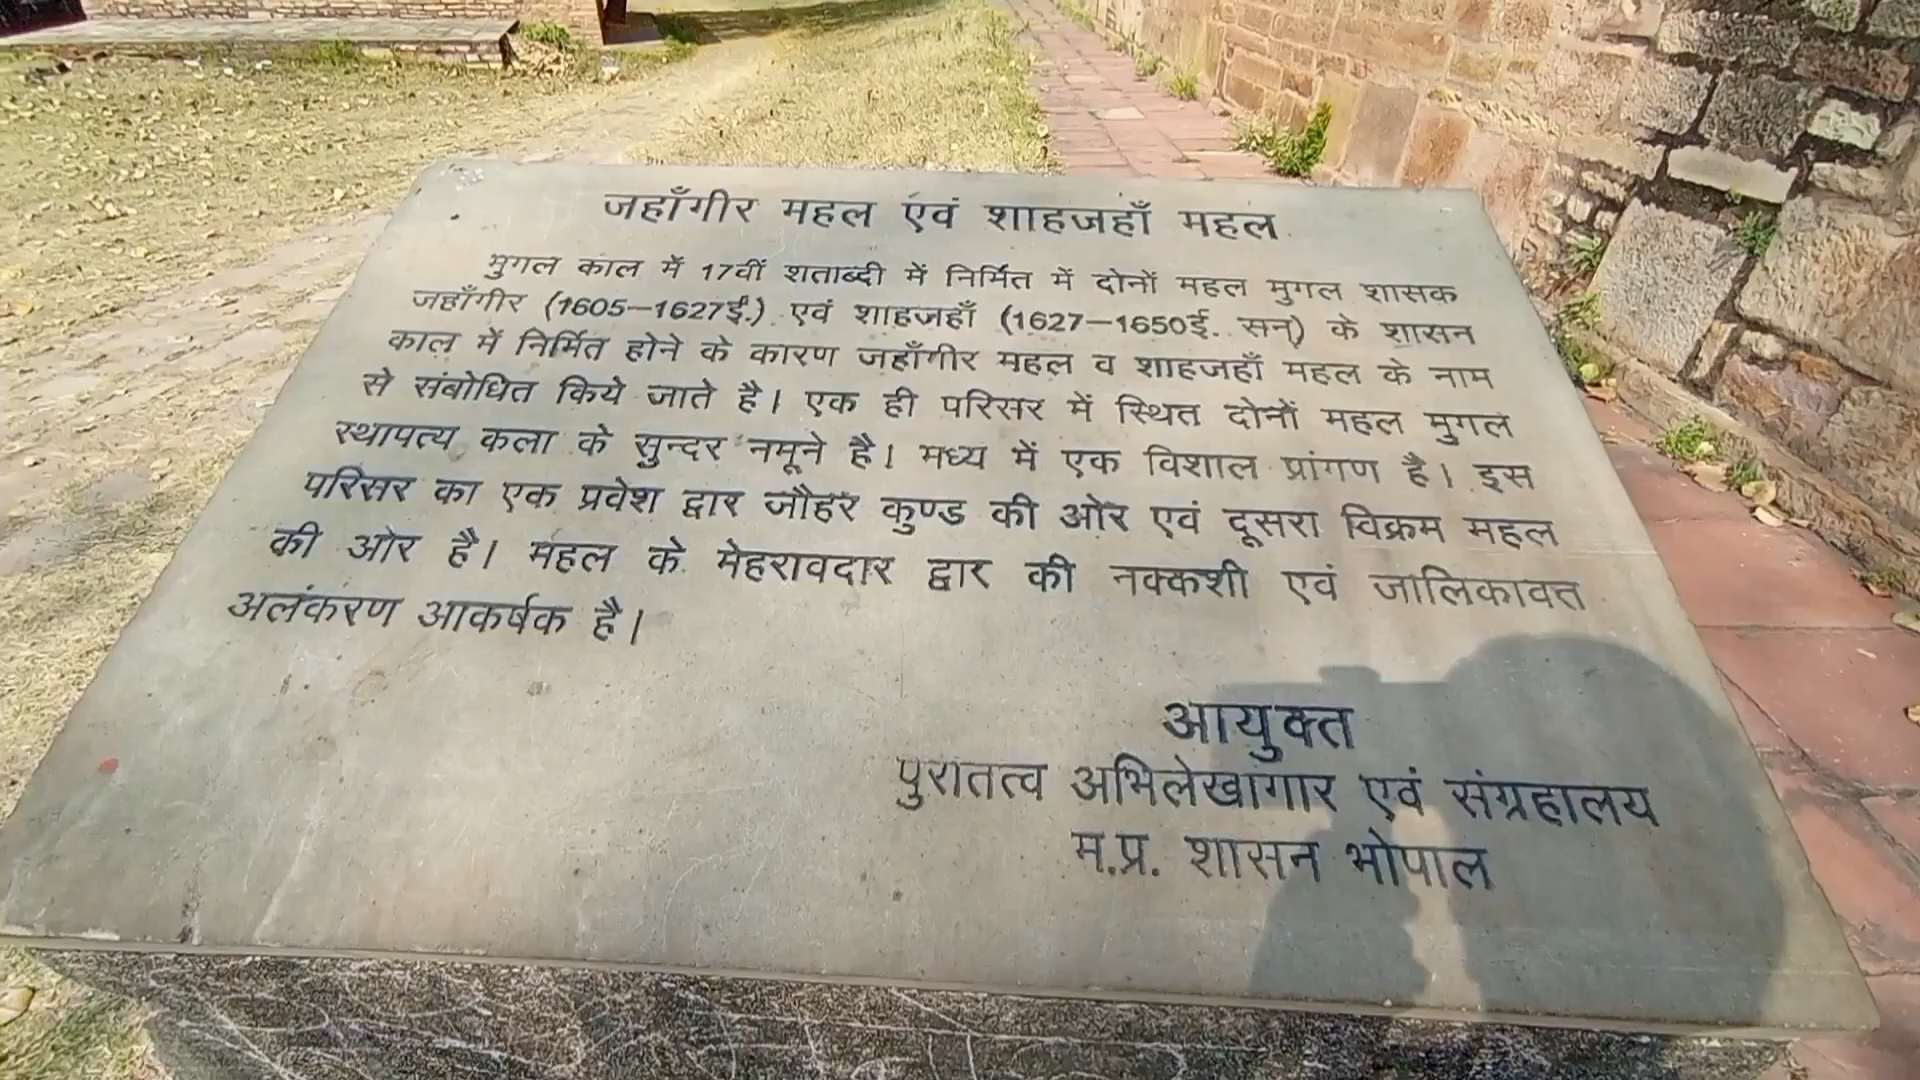 जहाँगीर महल एवं शाहजहाँ महल
मुगल काल में 17वीं शताब्दी में निर्मित में दोनों महल मुगल शासक
जहाँगीर (1605–1627ई.) एवं शाहजहाँ (1627–1650ई. सन्) के शासन
काल में निर्मित होने के कारण जहाँगीर महल व शाहजहाँ महल के नाम
से संबोधित किये जाते है। एक ही परिसर में स्थित दोनों महल मुगल
स्थापत्य कला के सुन्दर नमूने है। मध्य में एक विशाल प्रांगण है। इस
परिसर का एक प्रवेश द्वार जौहर कुण्ड की ओर एवं दूसरा विक्रम महल
की ओर है। महल के मेहरावदार द्वार की नक्कशी एवं जालिकावत
अलंकरण आकर्षक है।
आयुक्त
पुरातत्व अभिलेखागार एवं संग्रहालय
म.प्र. शासन भोपाल